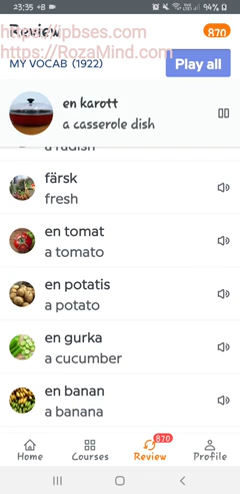 23:35
94%
https://ipbses.com
Review
870
https://RozaMind.com
MY VOCAB (1922)
Play all
en karott
a casserole dish
a radish
färsk
fresh
en tomat
a tomato
en potatis
a potato
en gurka
a cucumber
en banan
a banana
870
Home Courses Review Profile